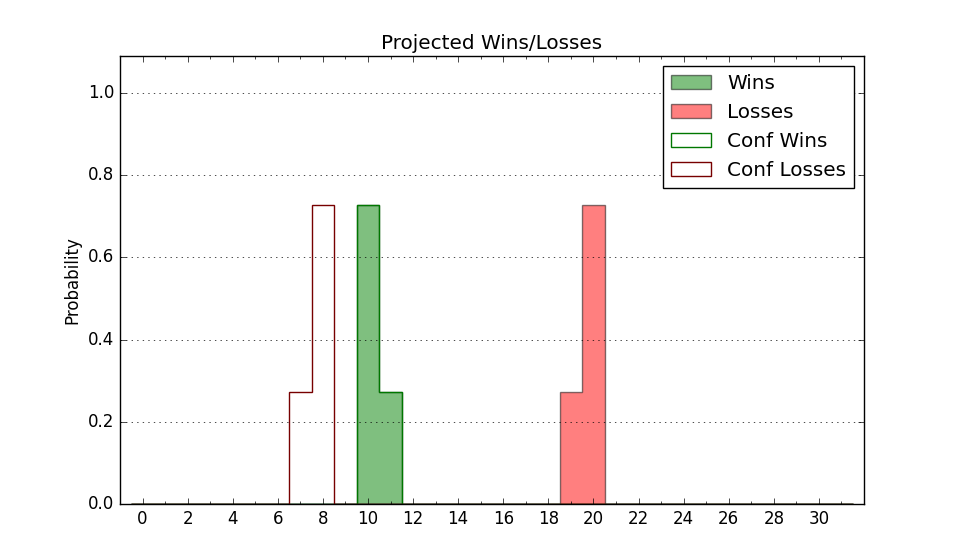 Projected Wins/Losses
Wins
Losses
Conf Wins
Conf Losses
Probability
1.0
0.8
0.6
0.4
0.2
0.0
0 2 4 6 8 10 12 14 16 18 20 22 24 26 28 30